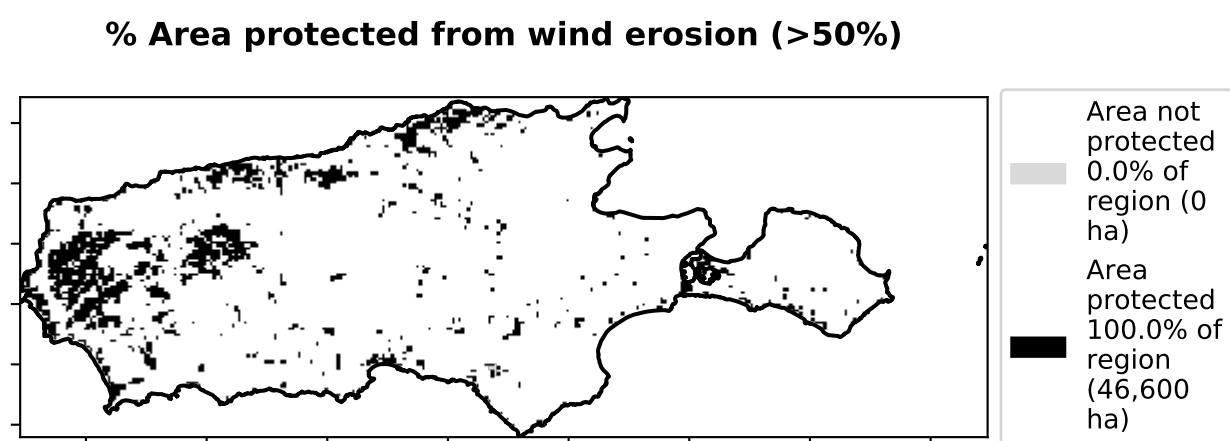 % Area protected from wind erosion (>50%)
Area not
protected
0.0% of
region (0
ha)
Area
protected
100.0% of
region
(46,600
ha)